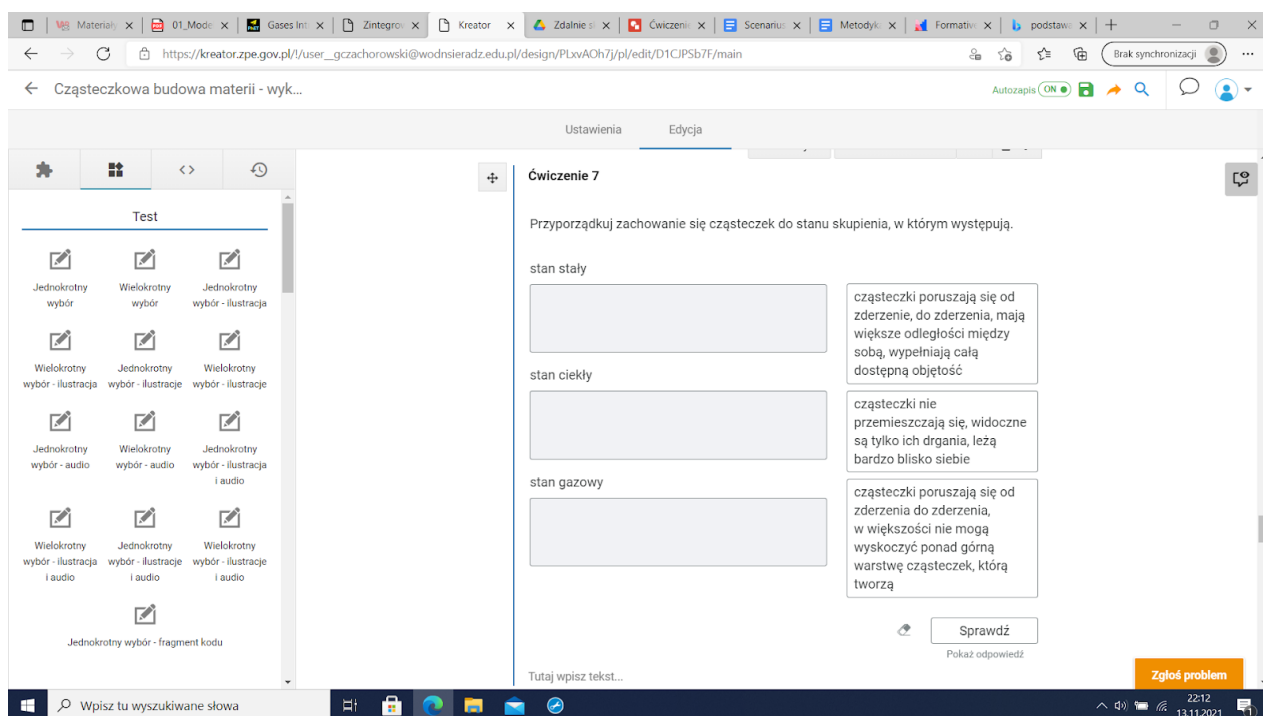 Materiały
01_Mode
Gases Int
Zintegro
Kreator
Zdalnie s
Ćwiczenie
Scenariusz
Metodyk
Formative
podstawa
https://kreator.zpe.gov.pl/!/user__gczachorowski@wodnsieradz.edu.pl/design/PLxvAOh7j/pl/edit/D1CJPSb7F/main
Brak synchronizacji
Cząsteczkowa budowa materii - wyk...
Autozapis ON
Ustawienia Edycja
Test
Jednokrotny
wybór
Wielokrotny
wybór
Jednokrotny
wybór - ilustracja
Wielokrotny
wybór - ilustracja
Jednokrotny
wybór - ilustracje
Wielokrotny
wybór - ilustracje
Jednokrotny
wybór - audio
Wielokrotny
wybór - audio
Jednokrotny
wybór - ilustracja
i audio
Wielokrotny
wybór - ilustracja
i audio
Jednokrotny
wybór - ilustracje
i audio
Wielokrotny
wybór - ilustracje
i audio
Jednokrotny wybór - fragment kodu
Ćwiczenie 7
Przyporządkuj zachowanie się cząsteczek do stanu skupienia, w którym występują.
stan stały
stan ciekły
stan gazowy
cząsteczki poruszają się od
zderzenie, do zderzenia, mają
większe odległości między
sobą, wypełniają całą
dostępną objętość
cząsteczki nie
przemieszczają się, widoczne
są tylko ich drgania, leżą
bardzo blisko siebie
cząsteczki poruszają się od
zderzenia do zderzenia,
w większości nie mogą
wyskoczyć ponad górną
warstwę cząsteczek, którą
tworzą
Sprawdź
Pokaż odpowiedź
Tutaj wpisz tekst...
Zgłoś problem
Wpisz tu wyszukiwane słowa
22:12
13.11.2021